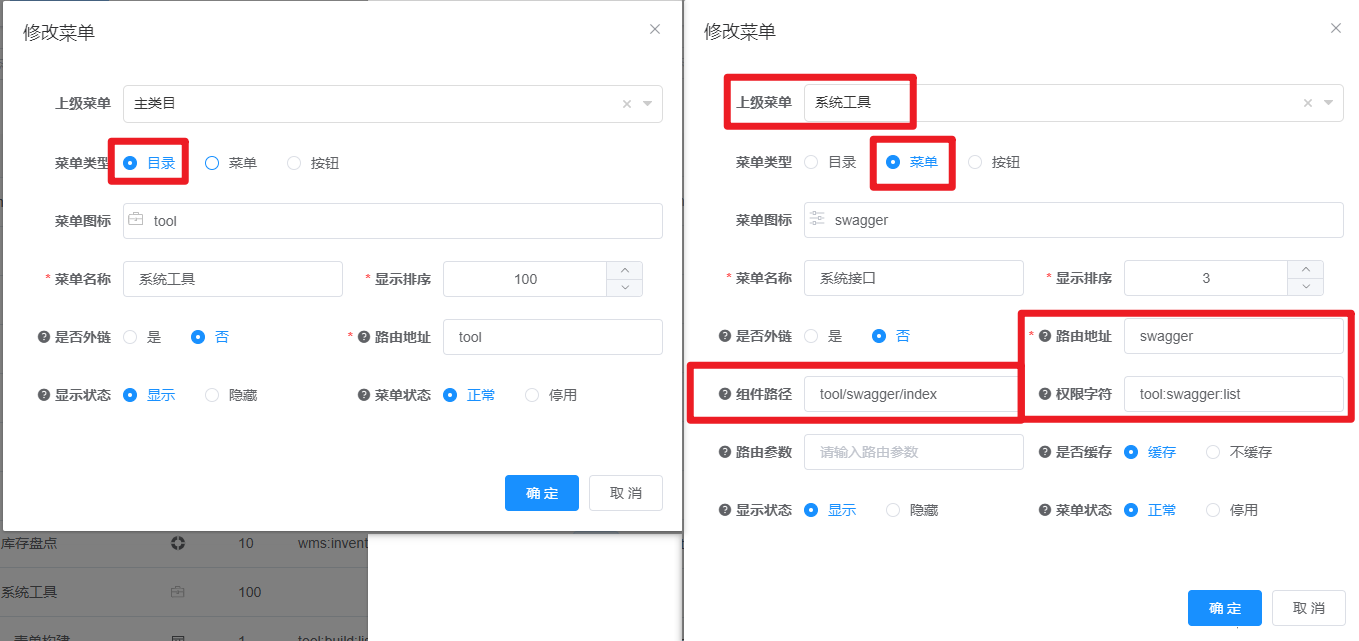 修改菜单
上级菜单 主类目
菜单类型 目录 菜单 按钮
菜单图标 tool
* 菜单名称 系统工具 * 显示排序 100
是否外链 是 否 * 路由地址 tool
显示状态 显示 隐藏 菜单状态 正常 停用
确 定 取 消
库存盘点 10 wms:invent
系统工具 100
修改菜单
上级菜单 系统工具
菜单类型 目录 菜单 按钮
菜单图标 swagger
* 菜单名称 系统接口 * 显示排序 3
是否外链 是 否 * 路由地址 swagger
组件路径 tool/swagger/index 权限字符 tool:swagger:list
路由参数 请输入路由参数 是否缓存 缓存 不缓存
显示状态 显示 隐藏 菜单状态 正常 停用
确 定 取 消